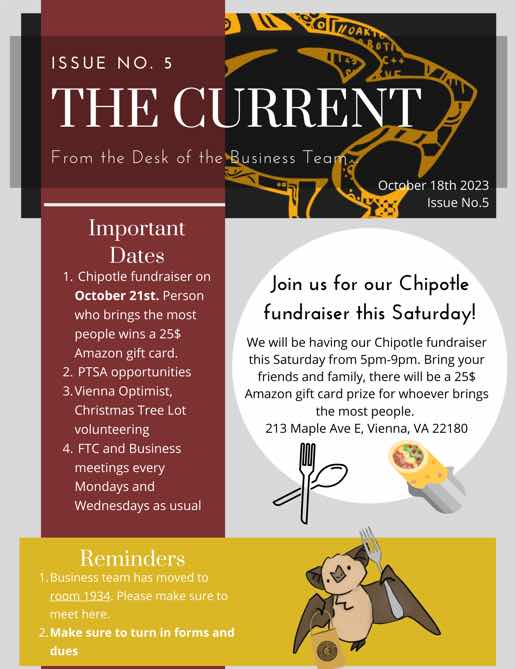 ISSUE NO. 5
THE CURRENT
From the Desk of the Business Team...
October 18th 2023
Issue No.5
Important
Dates
1. Chipotle fundraiser on
October 21st. Person
who brings the most
people wins a 25$
Amazon gift card.
2. PTSA opportunities
3. Vienna Optimist,
Christmas Tree Lot
volunteering
4. FTC and Business
meetings every
Mondays and
Wednesdays as usual
Join us for our Chipotle
fundraiser this Saturday!
We will be having our Chipotle fundraiser
this Saturday from 5pm-9pm. Bring your
friends and family, there will be a 25$
Amazon gift card prize for whoever brings
the most people.
213 Maple Ave E, Vienna, VA 22180
Reminders
1. Business team has moved to
room 1934. Please make sure to
meet here.
2. Make sure to turn in forms and
dues
C++